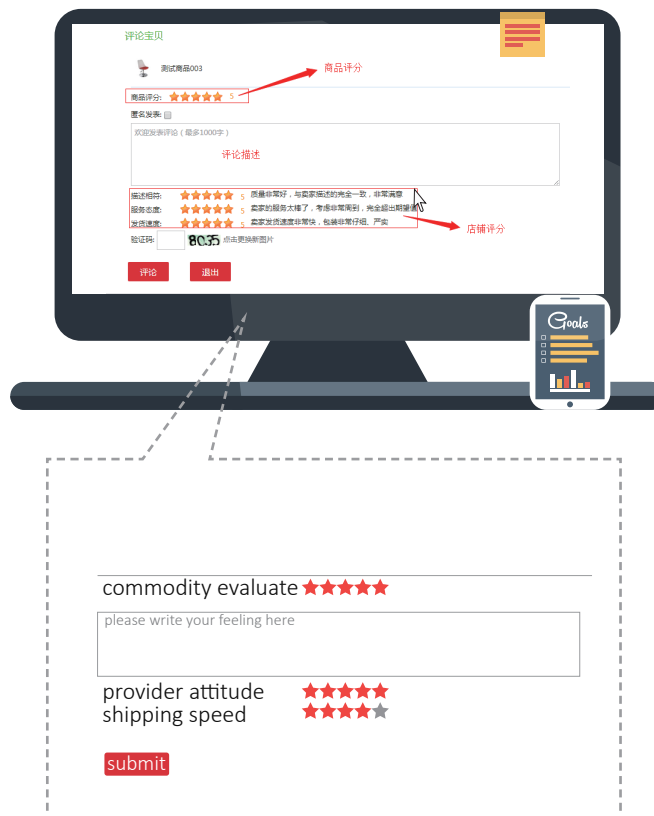 评论宝贝
测试商品003
商品评分
商品评分: 5
匿名发表:
欢迎发表评论（最多1000字）
评论描述
描述相符: 5 质量非常好，与卖家描述的完全一致，非常满意
服务态度: 5 卖家的服务太棒了，考虑非常周到，完全超出期望值
发货速度: 5 卖家发货速度非常快，包装非常仔细、严实
店铺评分
验证码: 8035 点击更换新图片
评论 退出
Goals
commodity evaluate
please write your feeling here
provider attitude
shipping speed
submit